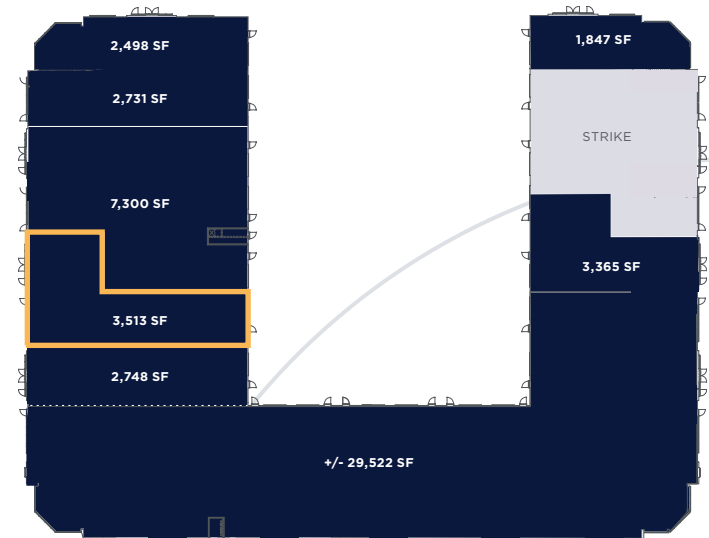 2,498 SF
1,847 SF
2,731 SF
STRIKE
7,300 SF
3,365 SF
3,513 SF
2,748 SF
+/- 29,522 SF